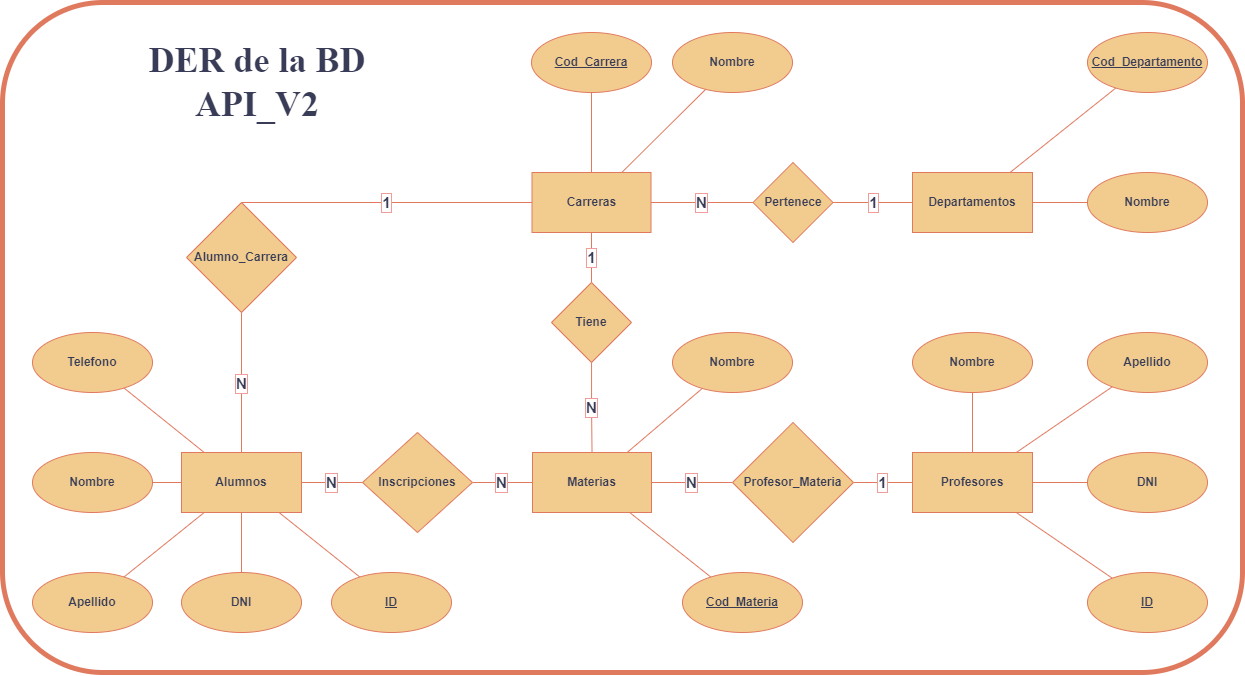 DER de la BD
API_V2
Cod_Carrera
Nombre
Cod_Departamento
Carreras
N
Pertenece
1
Departamentos
Nombre
1
Alumno_Carrera
1
Tiene
N
Telefono
N
Nombre
Nombre
Apellido
Nombre
Alumnos
N
Inscripciones
N
Materias
N
Profesor_Materia
1
Profesores
DNI
Apellido
DNI
ID
Cod_Materia
ID